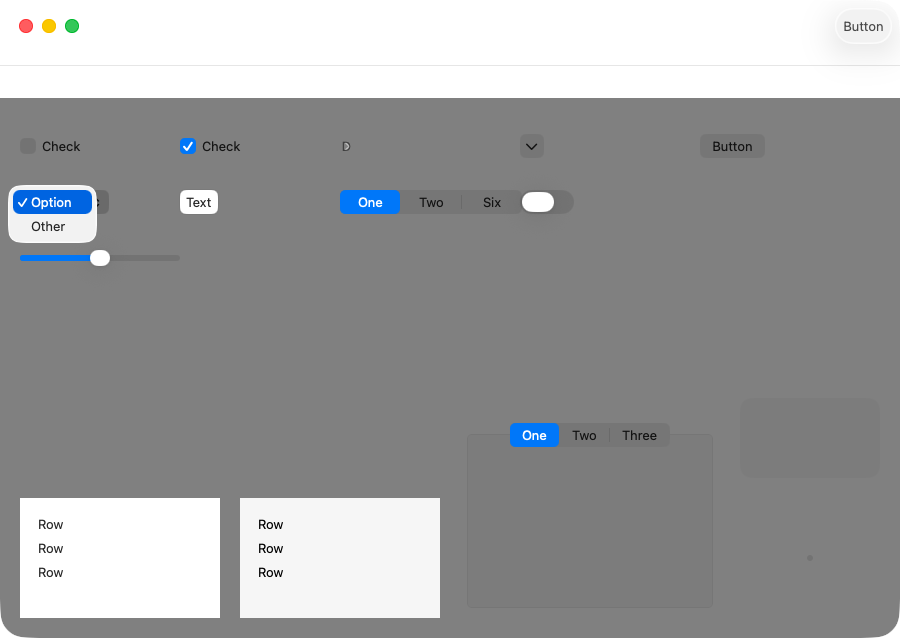 Button
Check
Check
Button
Option
Other
Text
One
Two
Six
One
Two
Three
Row
Row
Row
Row
Row
Row